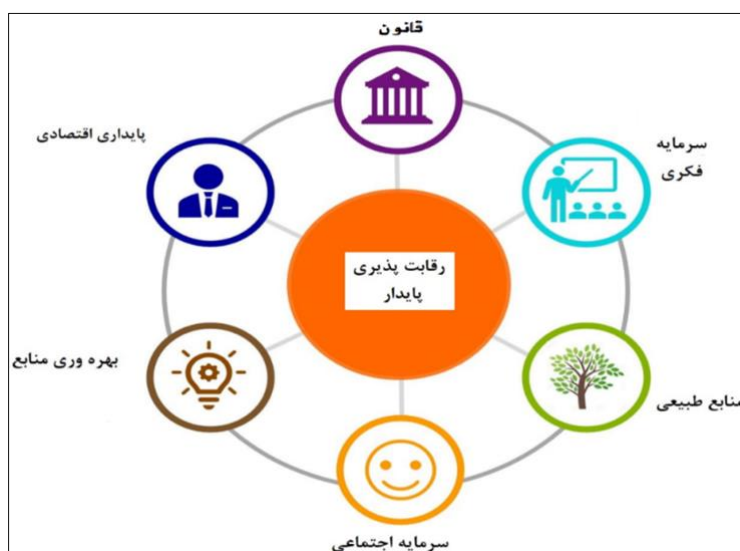 قانون
سرمایه
فکری
پایداری اقتصادی
رقابت پذیری
پایدار
بهره وری منابع
منابع طبیعی
سرمایه اجتماعی